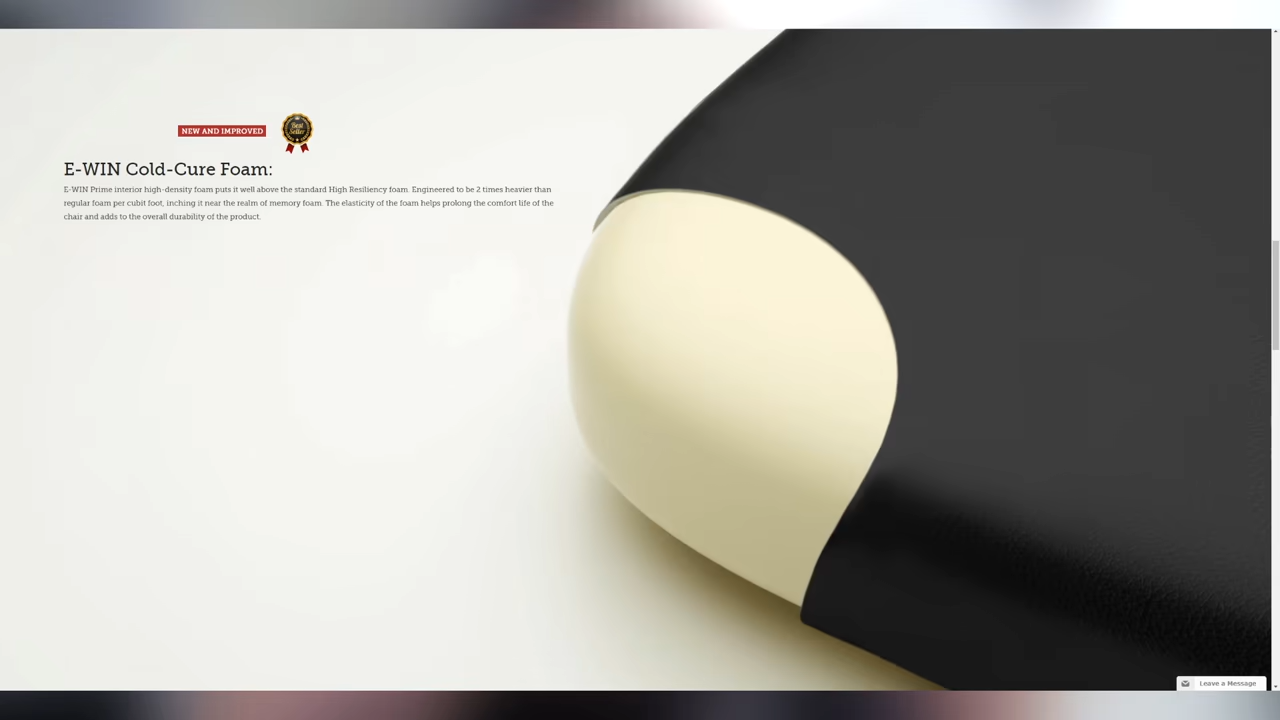 NEW AND IMPROVED
Best
Seller
E-WIN Cold-Cure Foam:
E-WIN Prime interior high-density foam puts it well above the standard High Resiliency foam. Engineered to be 2 times heavier than
regular foam per cubit foot, inching it near the realm of memory foam. The elasticity of the foam helps prolong the comfort life of the
chair and adds to the overall durability of the product.
Leave a Message